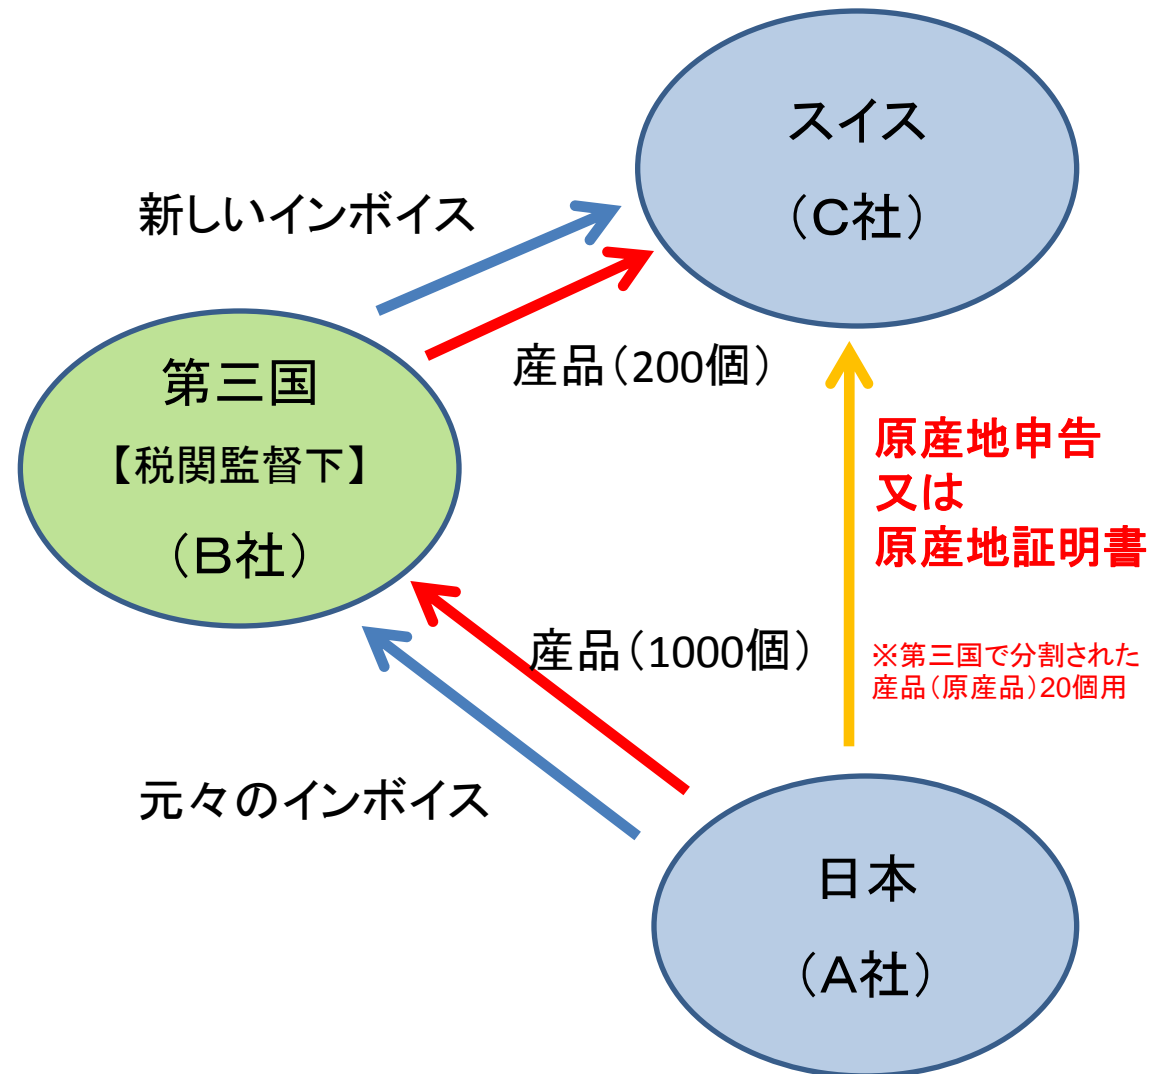 スイス
（C社）
新しいインボイス
産品（200個）
第三国
【税関監督下】
（B社）
原産地申告
又は
原産地証明書
産品（1000個）
※第三国で分割された
産品（原産品）20個用
元々のインボイス
日本
（A社）